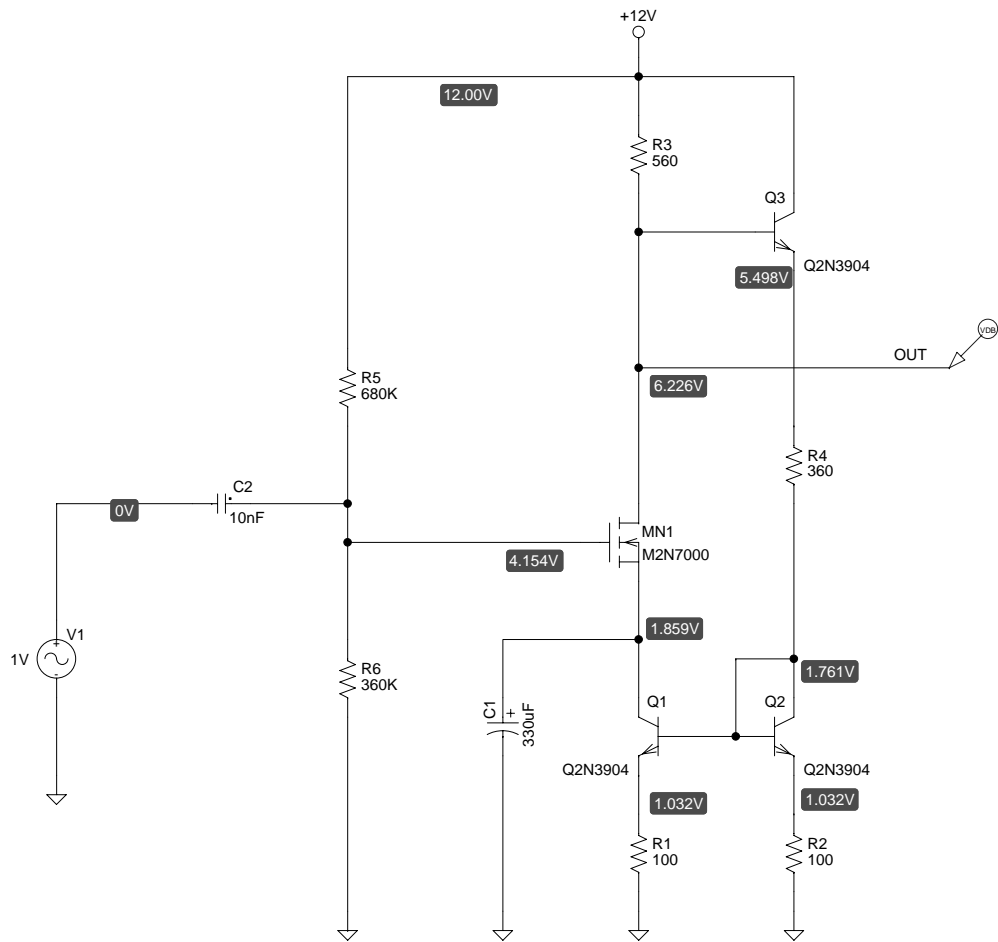 +12V
12.00V
R3
560
Q3
Q2N3904
5.498V
VDB
OUT
6.226V
R5
680K
R4
360
C2
10nF
0V
MN1
M2N7000
4.154V
1.859V
V1
1V
+
-
R6
360K
1.761V
C1
+
330uF
Q1
Q2
Q2N3904
Q2N3904
1.032V
1.032V
R1
100
R2
100